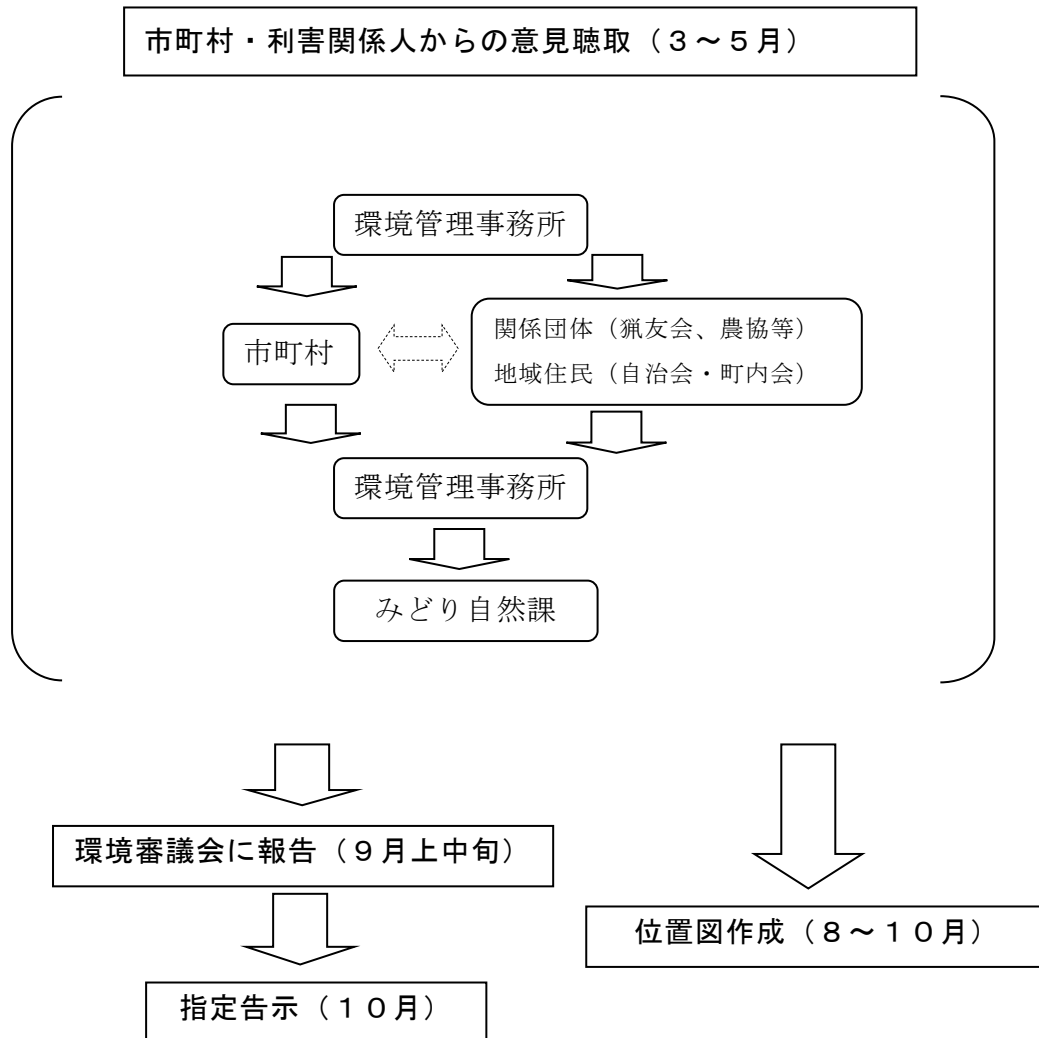 市町村・利害関係人からの意見聴取（３～５月）
環境管理事務所
市町村
関係団体（猟友会、農協等）
地域住民（自治会・町内会）
環境管理事務所
みどり自然課
環境審議会に報告（９月上中旬）
位置図作成（８～１０月）
指定告示（１０月）